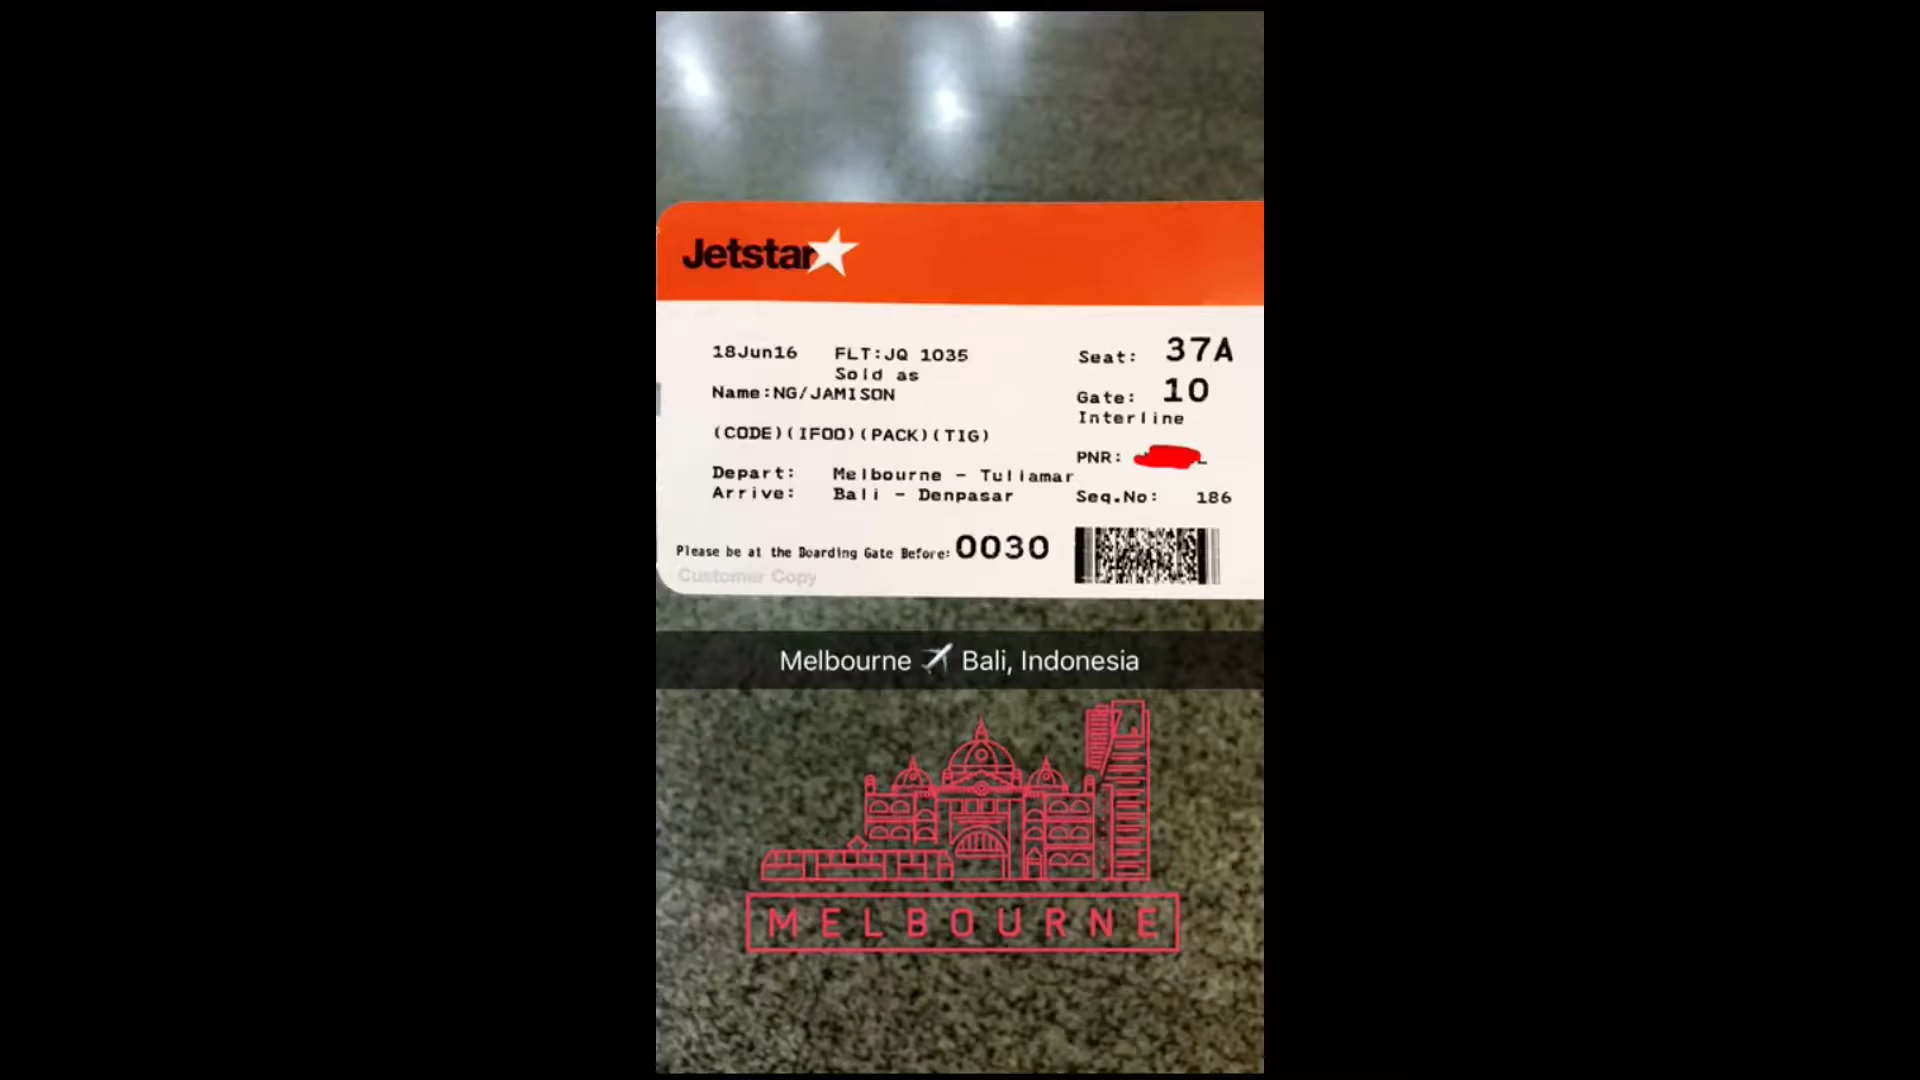 Jetstar
18Jun16 FLT:JQ 1035
Sold as
Name:NG/JAMISON
(CODE)(IFOO)(PACK)(TIG)
Depart: Melbourne - Tullamar
Arrive: Bali - Denpasar
Please be at the Boarding Gate Before: 0030
Customer Copy
Seat: 37A
Gate: 10
Interline
PNR:
Seq.No: 186
Melbourne ✈ Bali, Indonesia
MELBOURNE